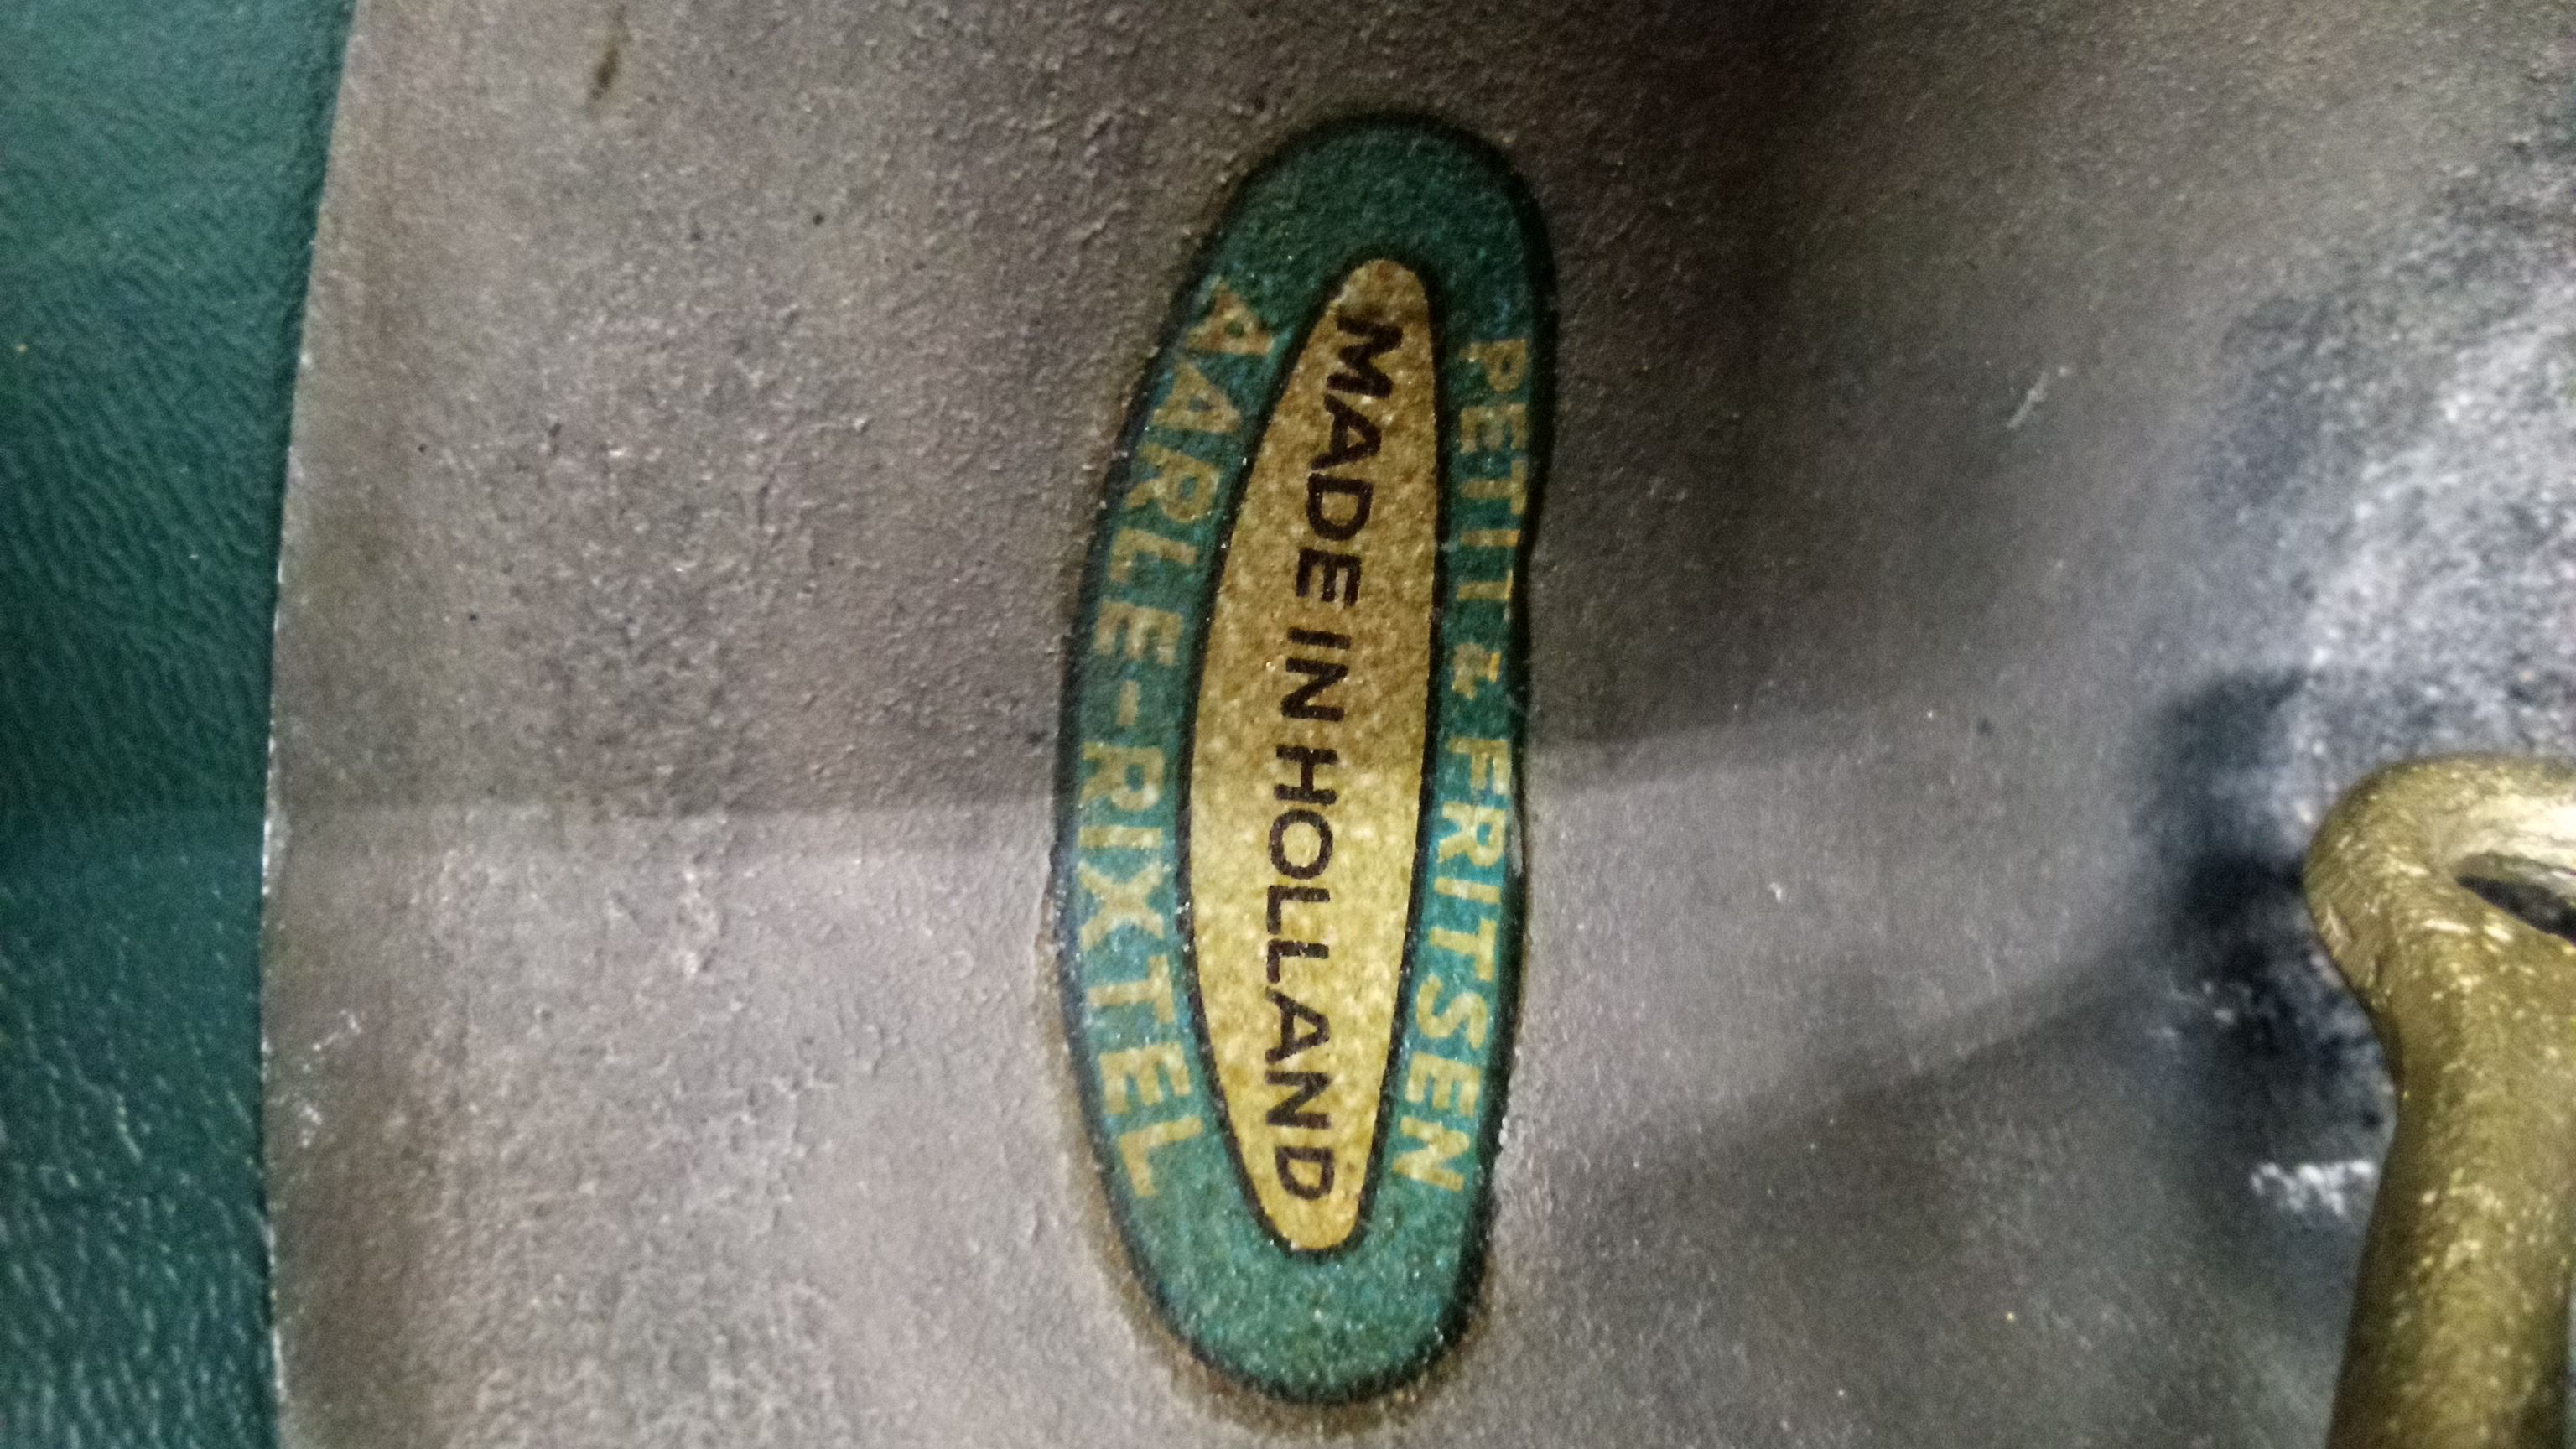 PETIT & FRITSEN
MADE IN HOLLAND
AARLE-RIXTEL